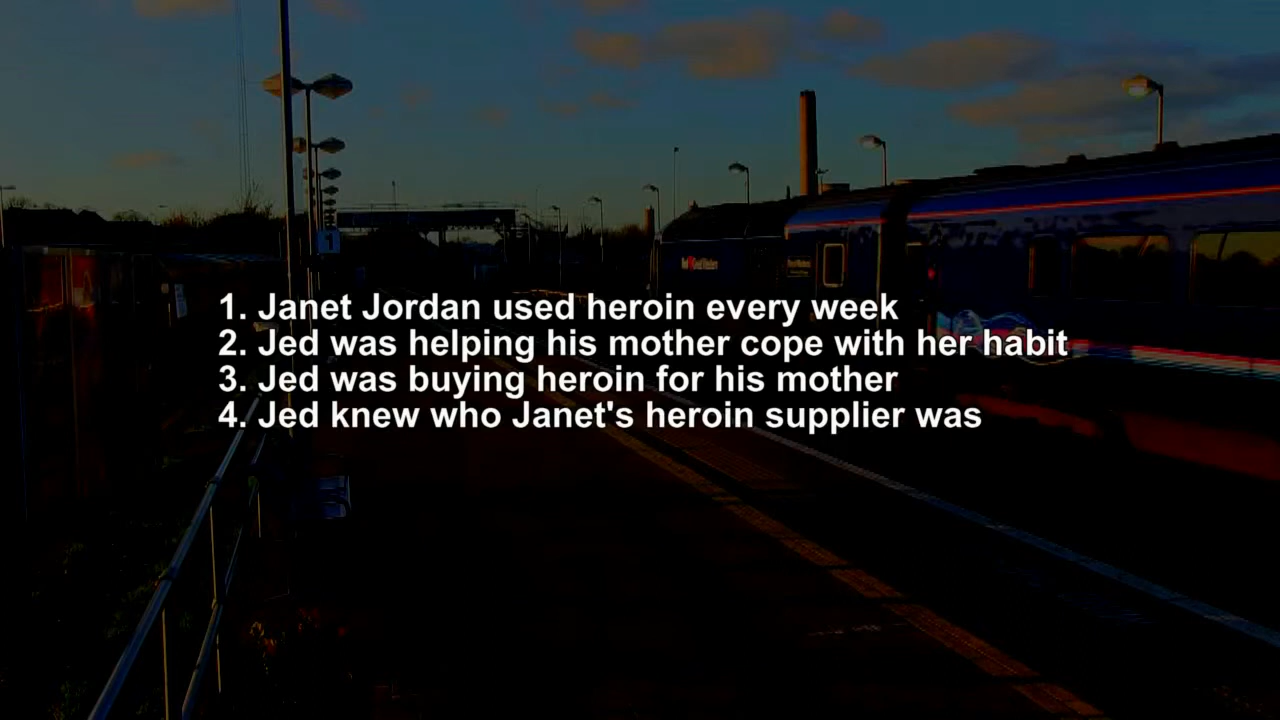 1
1. Janet Jordan used heroin every week
2. Jed was helping his mother cope with her habit
3. Jed was buying heroin for his mother
4. Jed knew who Janet's heroin supplier was